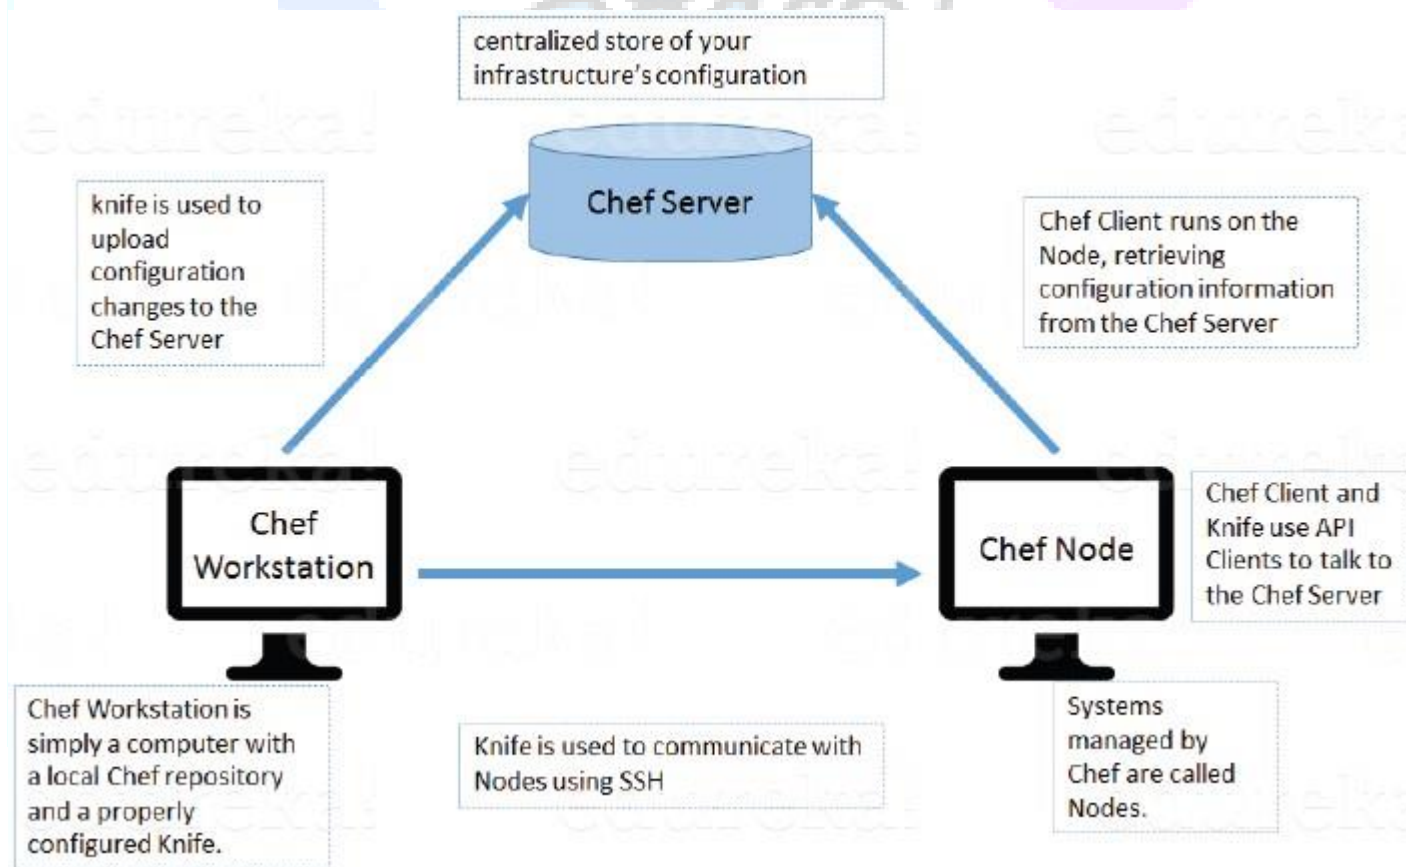 centralized store of your
infrastructure's configuration
Chef Server
knife is used to
upload
configuration
changes to the
Chef Server
Chef Client runs on the
Node, retrieving
configuration information
from the Chef Server
Chef
Workstation
Chef Node
Chef Client and
Knife use API
Clients to talk to
the Chef Server
Chef Workstation is
simply a computer with
a local Chef repository
and a properly
configured Knife.
Knife is used to communicate with
Nodes using SSH
Systems
managed by
Chef are called
Nodes.
edureka!
edureka!
edureka!
edureka!